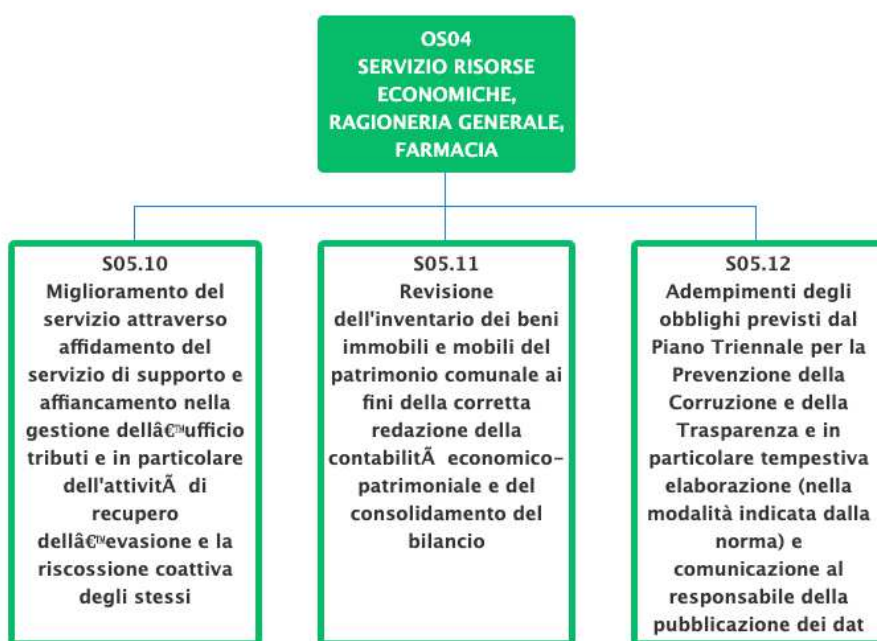 OS04
SERVIZIO RISORSE
ECONOMICHE,
RAGIONERIA GENERALE,
FARMACIA
S05.10
Miglioramento del
servizio attraverso
affidamento del
servizio di supporto e
affiancamento nella
gestione dellâ€™ufficio
tributi e in particolare
dell'attivitÃ di
recupero
dellâ€™evasione e la
riscossione coattiva
degli stessi
S05.11
Revisione
dell'inventario dei beni
immobili e mobili del
patrimonio comunale ai
fini della corretta
redazione della
contabilitÃ economico-
patrimoniale e del
consolidamento del
bilancio
S05.12
Adempimenti degli
obblighi previsti dal
Piano Triennale per la
Prevenzione della
Corruzione e della
Trasparenza e in
particolare tempestiva
elaborazione (nella
modalità indicata dalla
norma) e
comunicazione al
responsabile della
pubblicazione dei dat